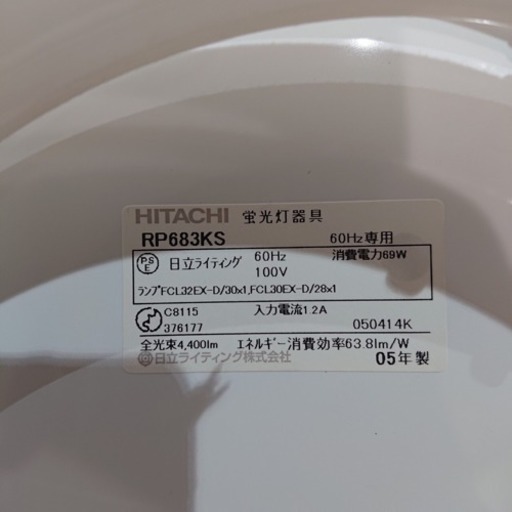 HITACHI 蛍光灯器具
RP683KS 60Hz専用
PSE 日立ライティング 60Hz 100V 消費電力69W
ランプFCL32EX-D/30x1,FCL30EX-D/28x1
C8115 入力電流1.2A
376177 050414K
全光束4,400lm エネルギー消費効率63.8lm/W
日立ライティング株式会社 05年製